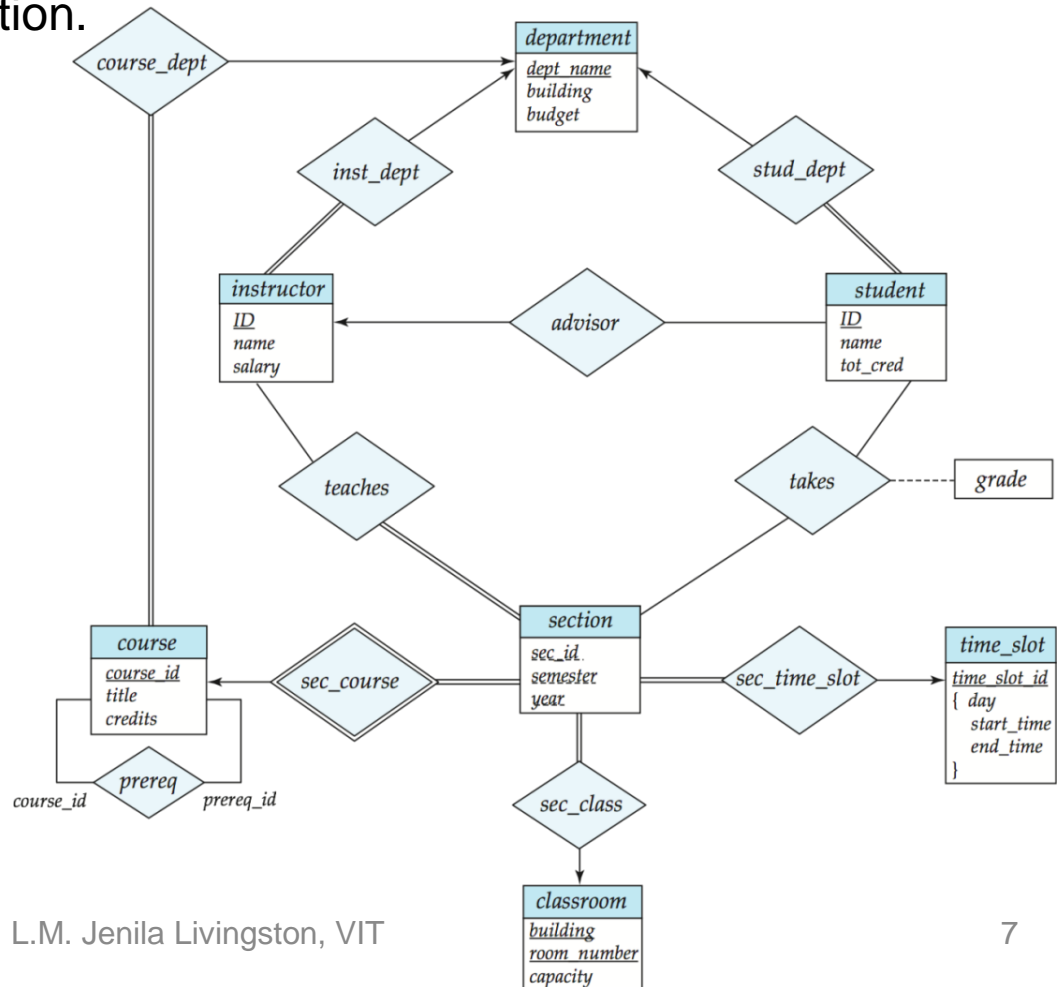 tion.
course_dept
department
dept_name
building
budget
inst_dept
stud_dept
instructor
ID
name
salary
advisor
student
ID
name
tot_cred
teaches
takes
grade
course
course_id
title
credits
sec_course
section
sec_id
semester
year
sec_time_slot
time_slot
time_slot_id
{ day
start_time
end_time
}
prereq
course_id
prereq_id
sec_class
classroom
building
room_number
capacity
L.M. Jenila Livingston, VIT
7